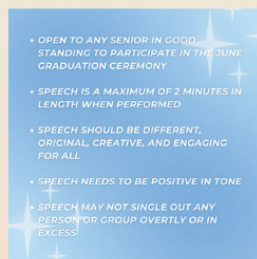 • OPEN TO ANY SENIOR IN GOOD
STANDING TO PARTICIPATE IN THE JUNE
GRADUATION CEREMONY
• SPEECH IS A MAXIMUM OF 2 MINUTES IN
LENGTH WHEN PERFORMED
• SPEECH SHOULD BE DIFFERENT,
ORIGINAL, CREATIVE, AND ENGAGING
FOR ALL
• SPEECH NEEDS TO BE POSITIVE IN TONE
• SPEECH MAY NOT SINGLE OUT ANY
PERSON OR GROUP OVERTLY OR IN
EXCESS